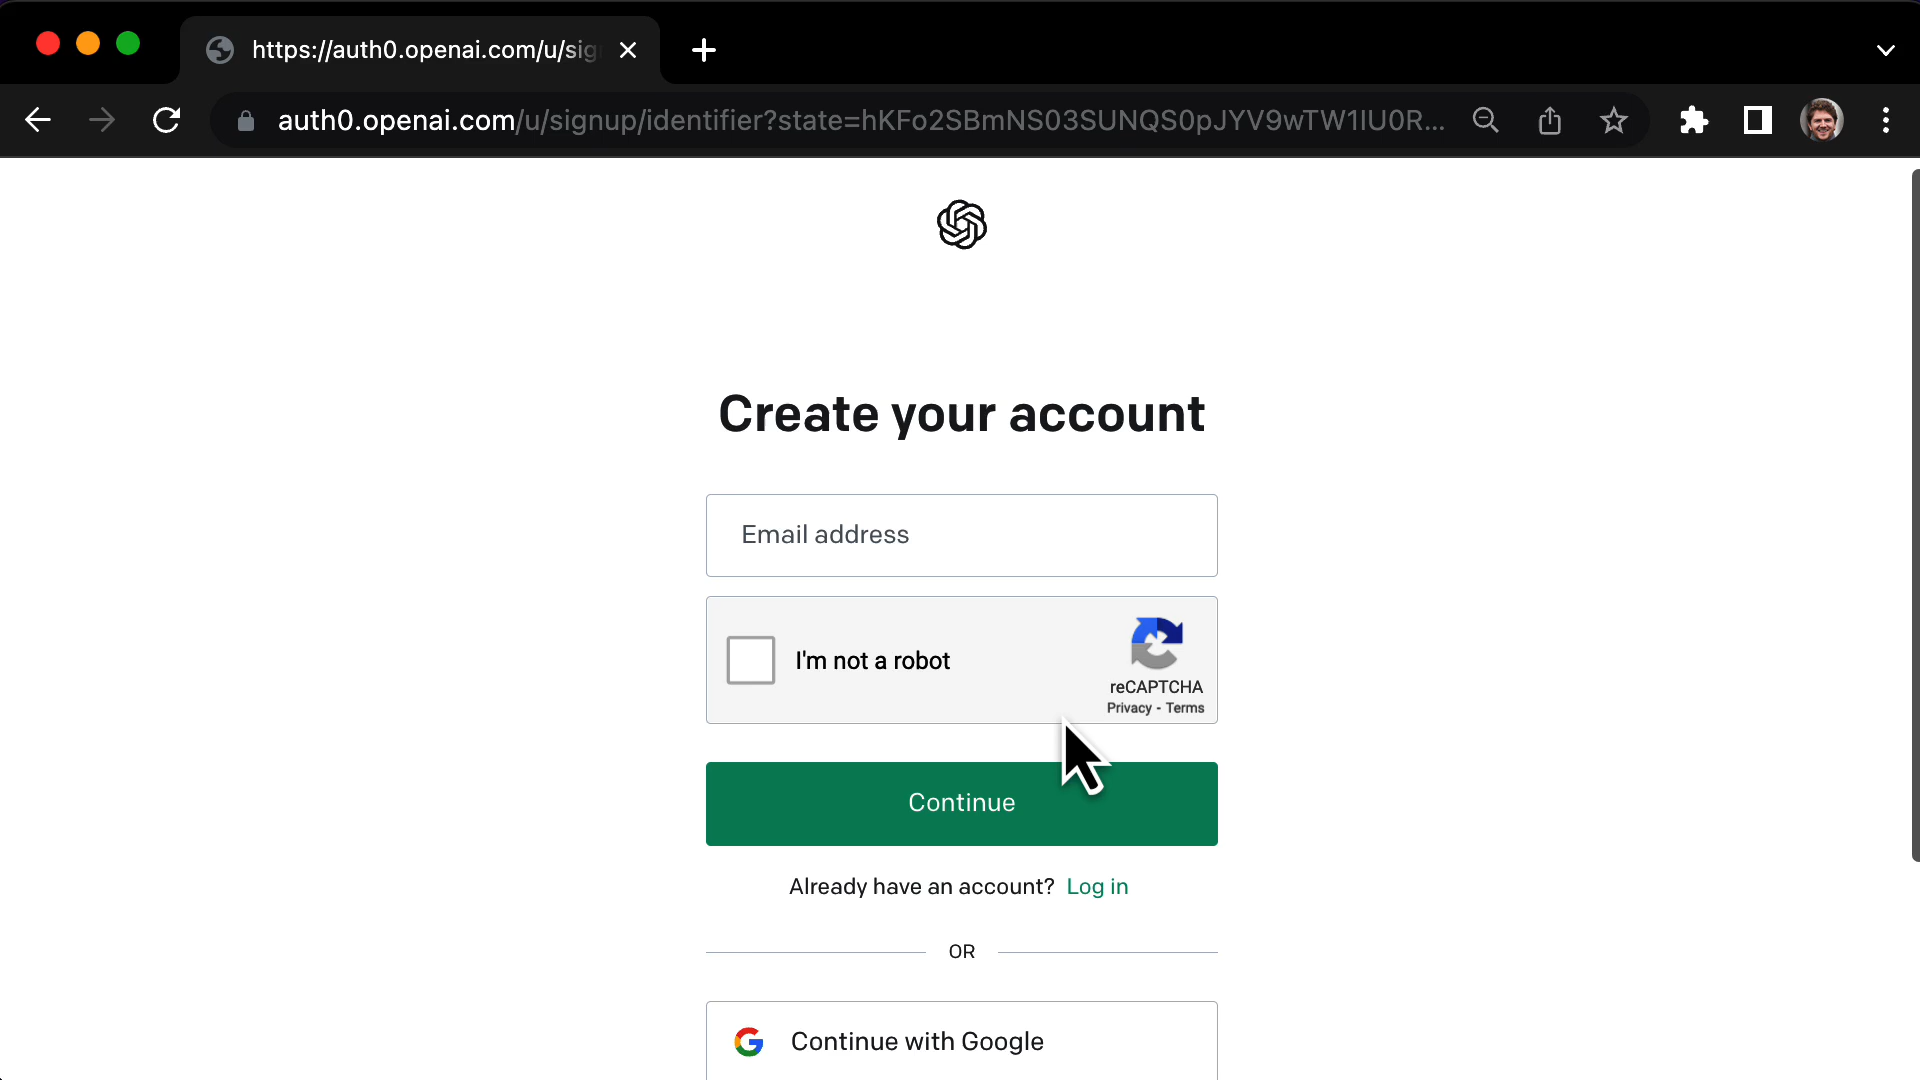 https://auth0.openai.com/u/sig
auth0.openai.com/u/signup/identifier?state=hKFo2SBmNS03SUNQS0pJYV9wTW1IU0R...
Create your account
Email address
I'm not a robot
reCAPTCHA
Privacy - Terms
Continue
Already have an account? Log in
OR
Continue with Google